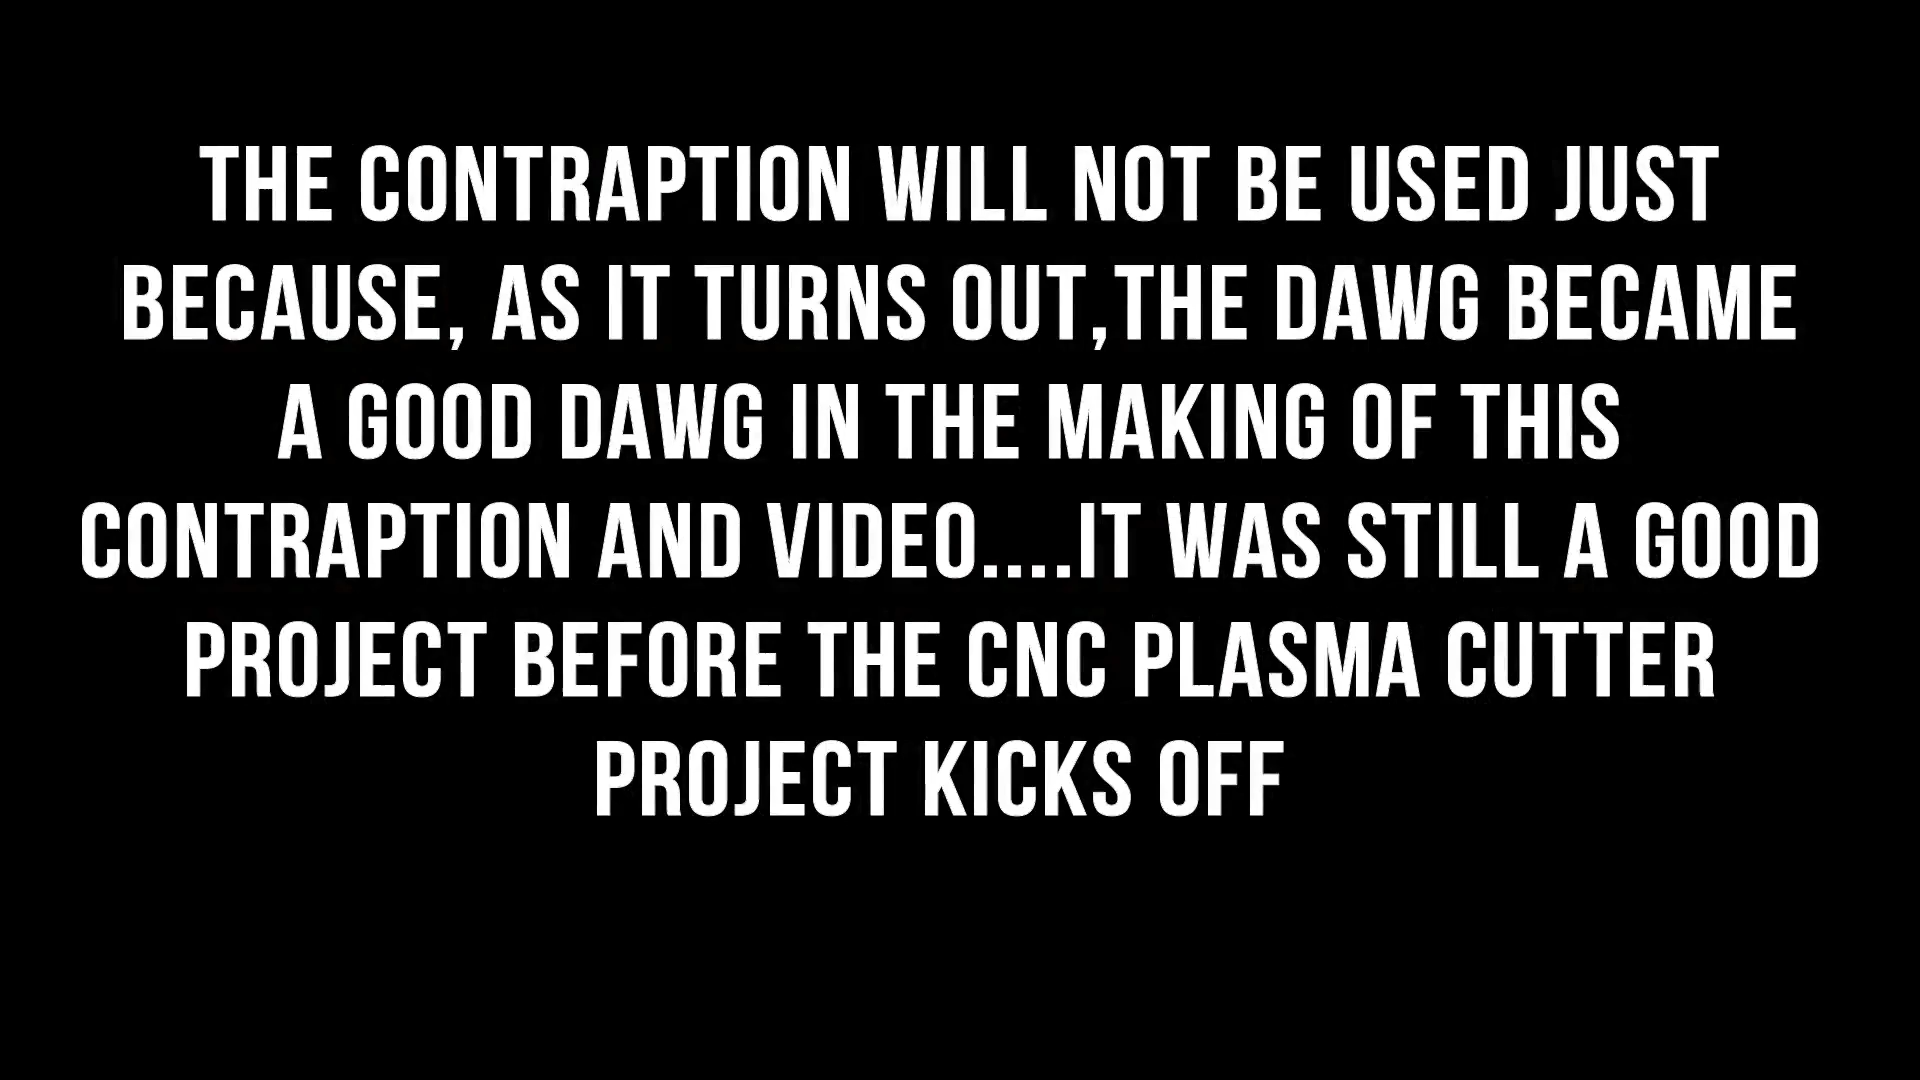 THE CONTRAPTION WILL NOT BE USED JUST
BECAUSE, AS IT TURNS OUT,THE DAWG BECAME
A GOOD DAWG IN THE MAKING OF THIS
CONTRAPTION AND VIDEO....IT WAS STILL A GOOD
PROJECT BEFORE THE CNC PLASMA CUTTER
PROJECT KICKS OFF